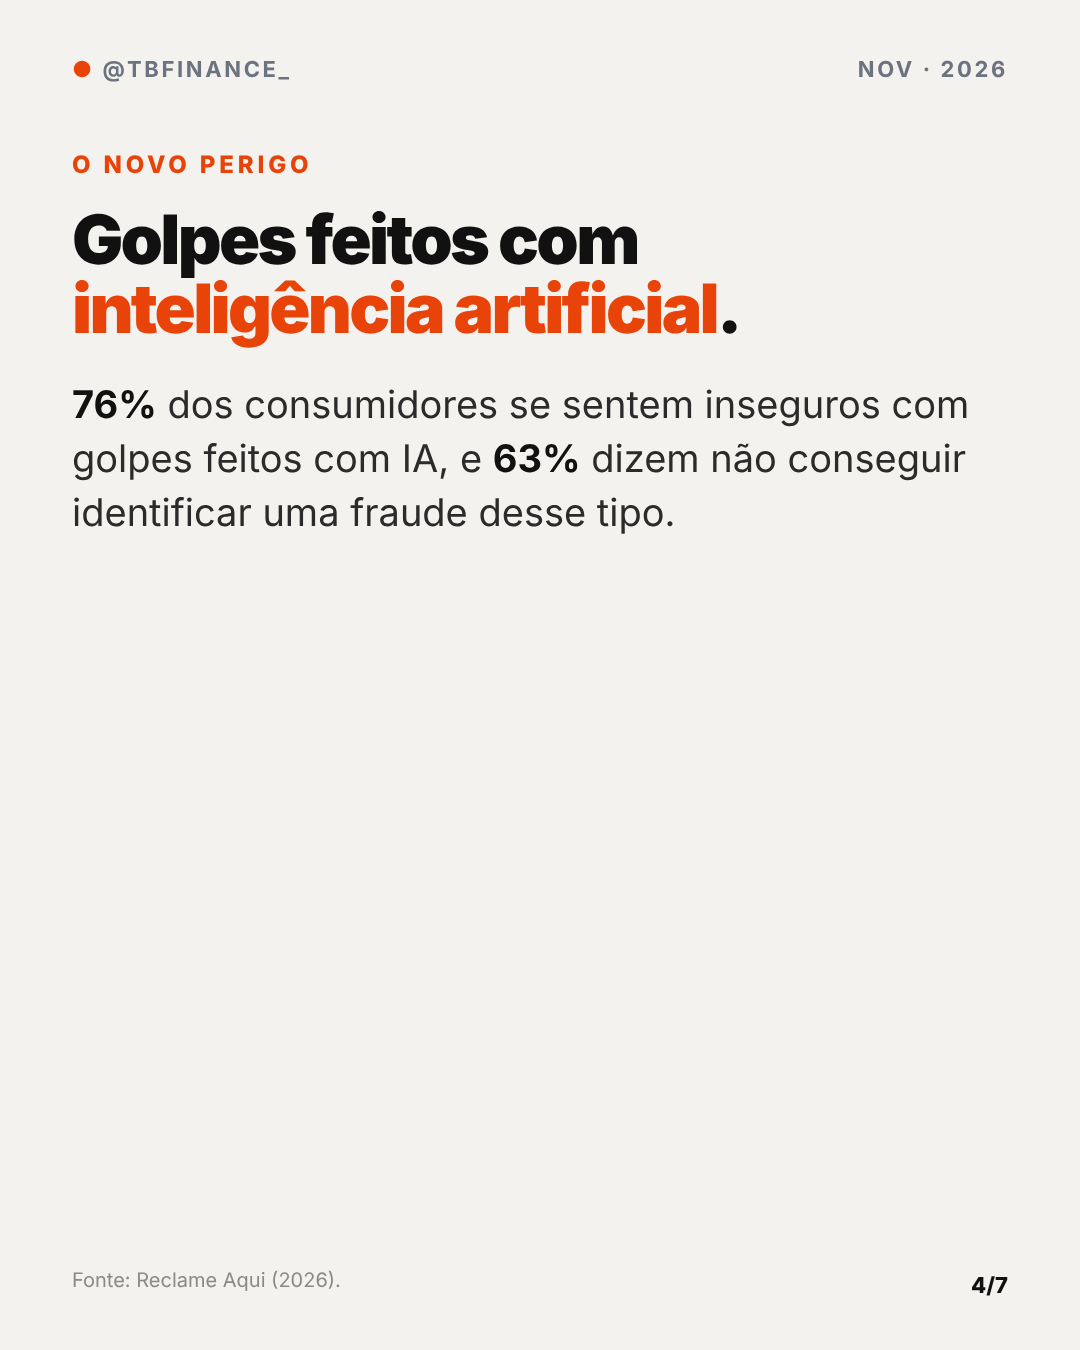 @TBFINANCE_
NOV · 2026
O NOVO PERIGO
Golpes feitos com
inteligência artificial.
76% dos consumidores se sentem inseguros com
golpes feitos com IA, e 63% dizem não conseguir
identificar uma fraude desse tipo.
Fonte: Reclame Aqui (2026).
4/7